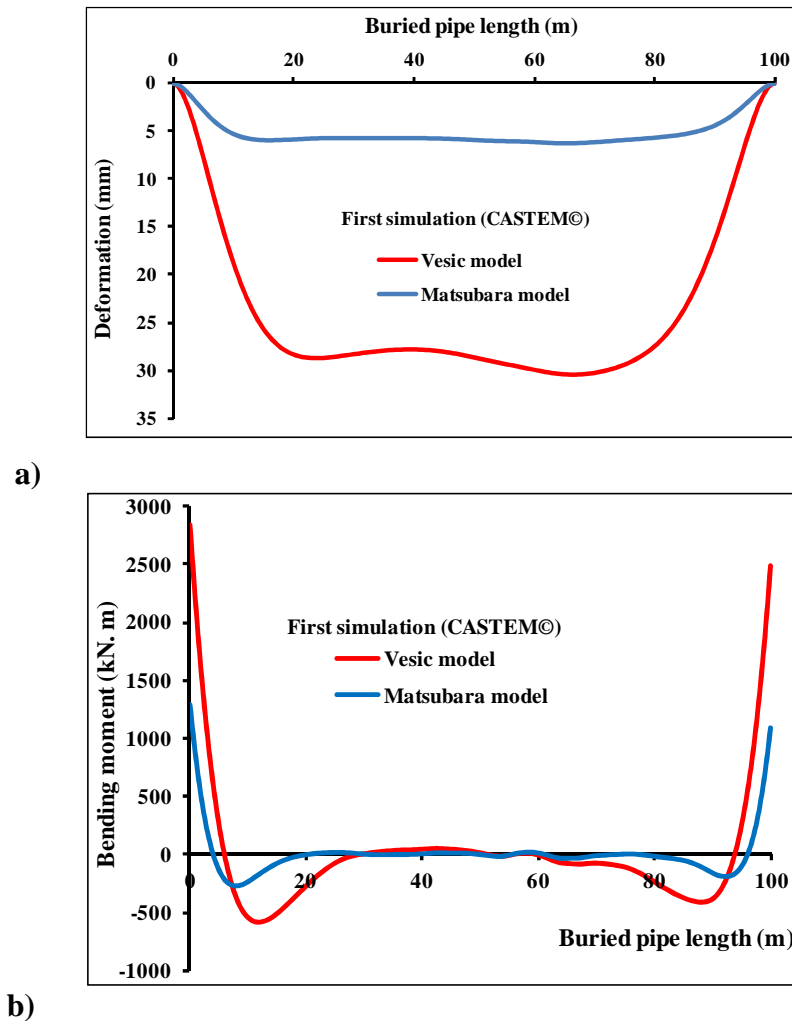 Buried pipe length (m)
0 20 40 60 80 100
0
5
10
15
20
25
30
35
Deformation (mm)
First simulation (CASTEM©)
Vesic model
Matsubara model
a)
3000
2500
2000
1500
1000
500
0
-500
-1000
Bending moment (kN. m)
First simulation (CASTEM©)
Vesic model
Matsubara model
0 20 40 60 80 100
Buried pipe length (m)
b)